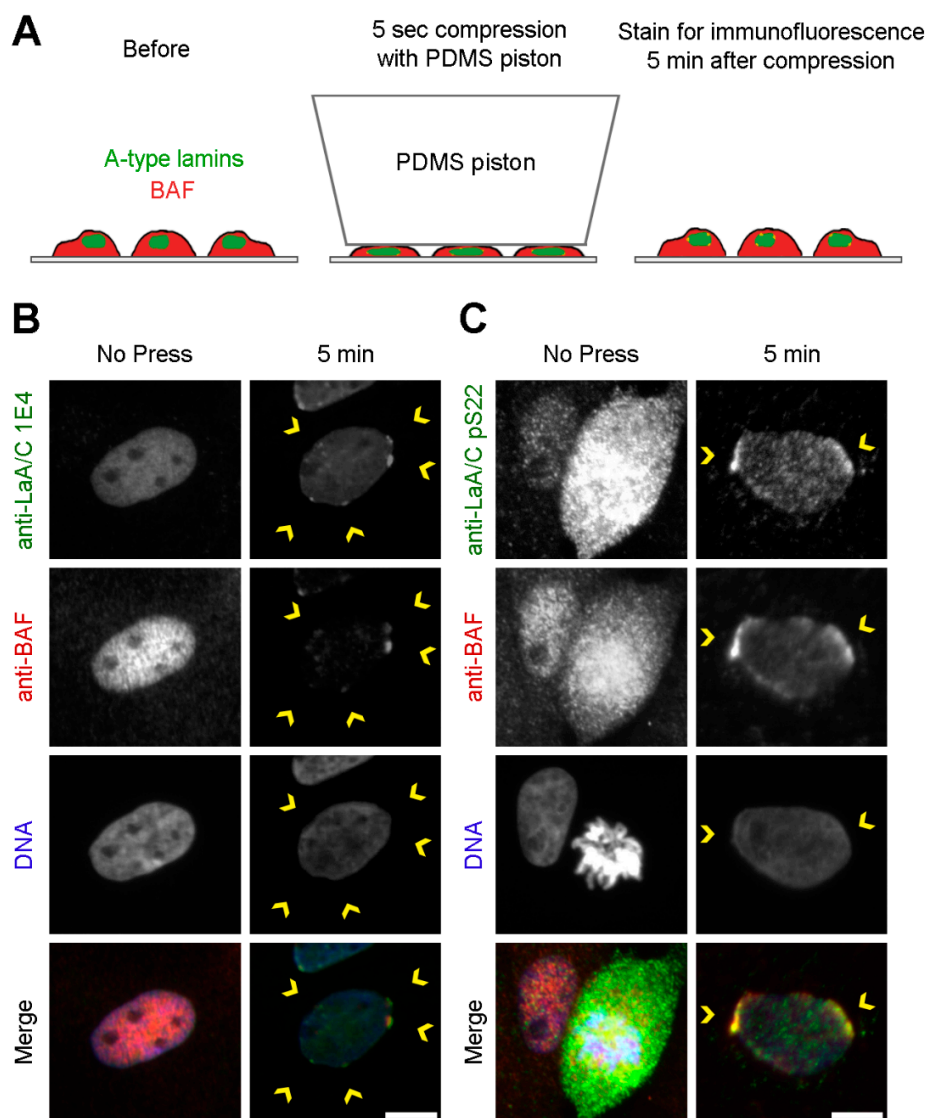 A
Before
5 sec compression
with PDMS piston
Stain for immunofluorescence
5 min after compression
A-type lamins
BAF
PDMS piston
B
No Press
5 min
anti-LaA/C 1E4
anti-BAF
DNA
Merge
C
No Press
5 min
anti-LaA/C pS22
anti-BAF
DNA
Merge